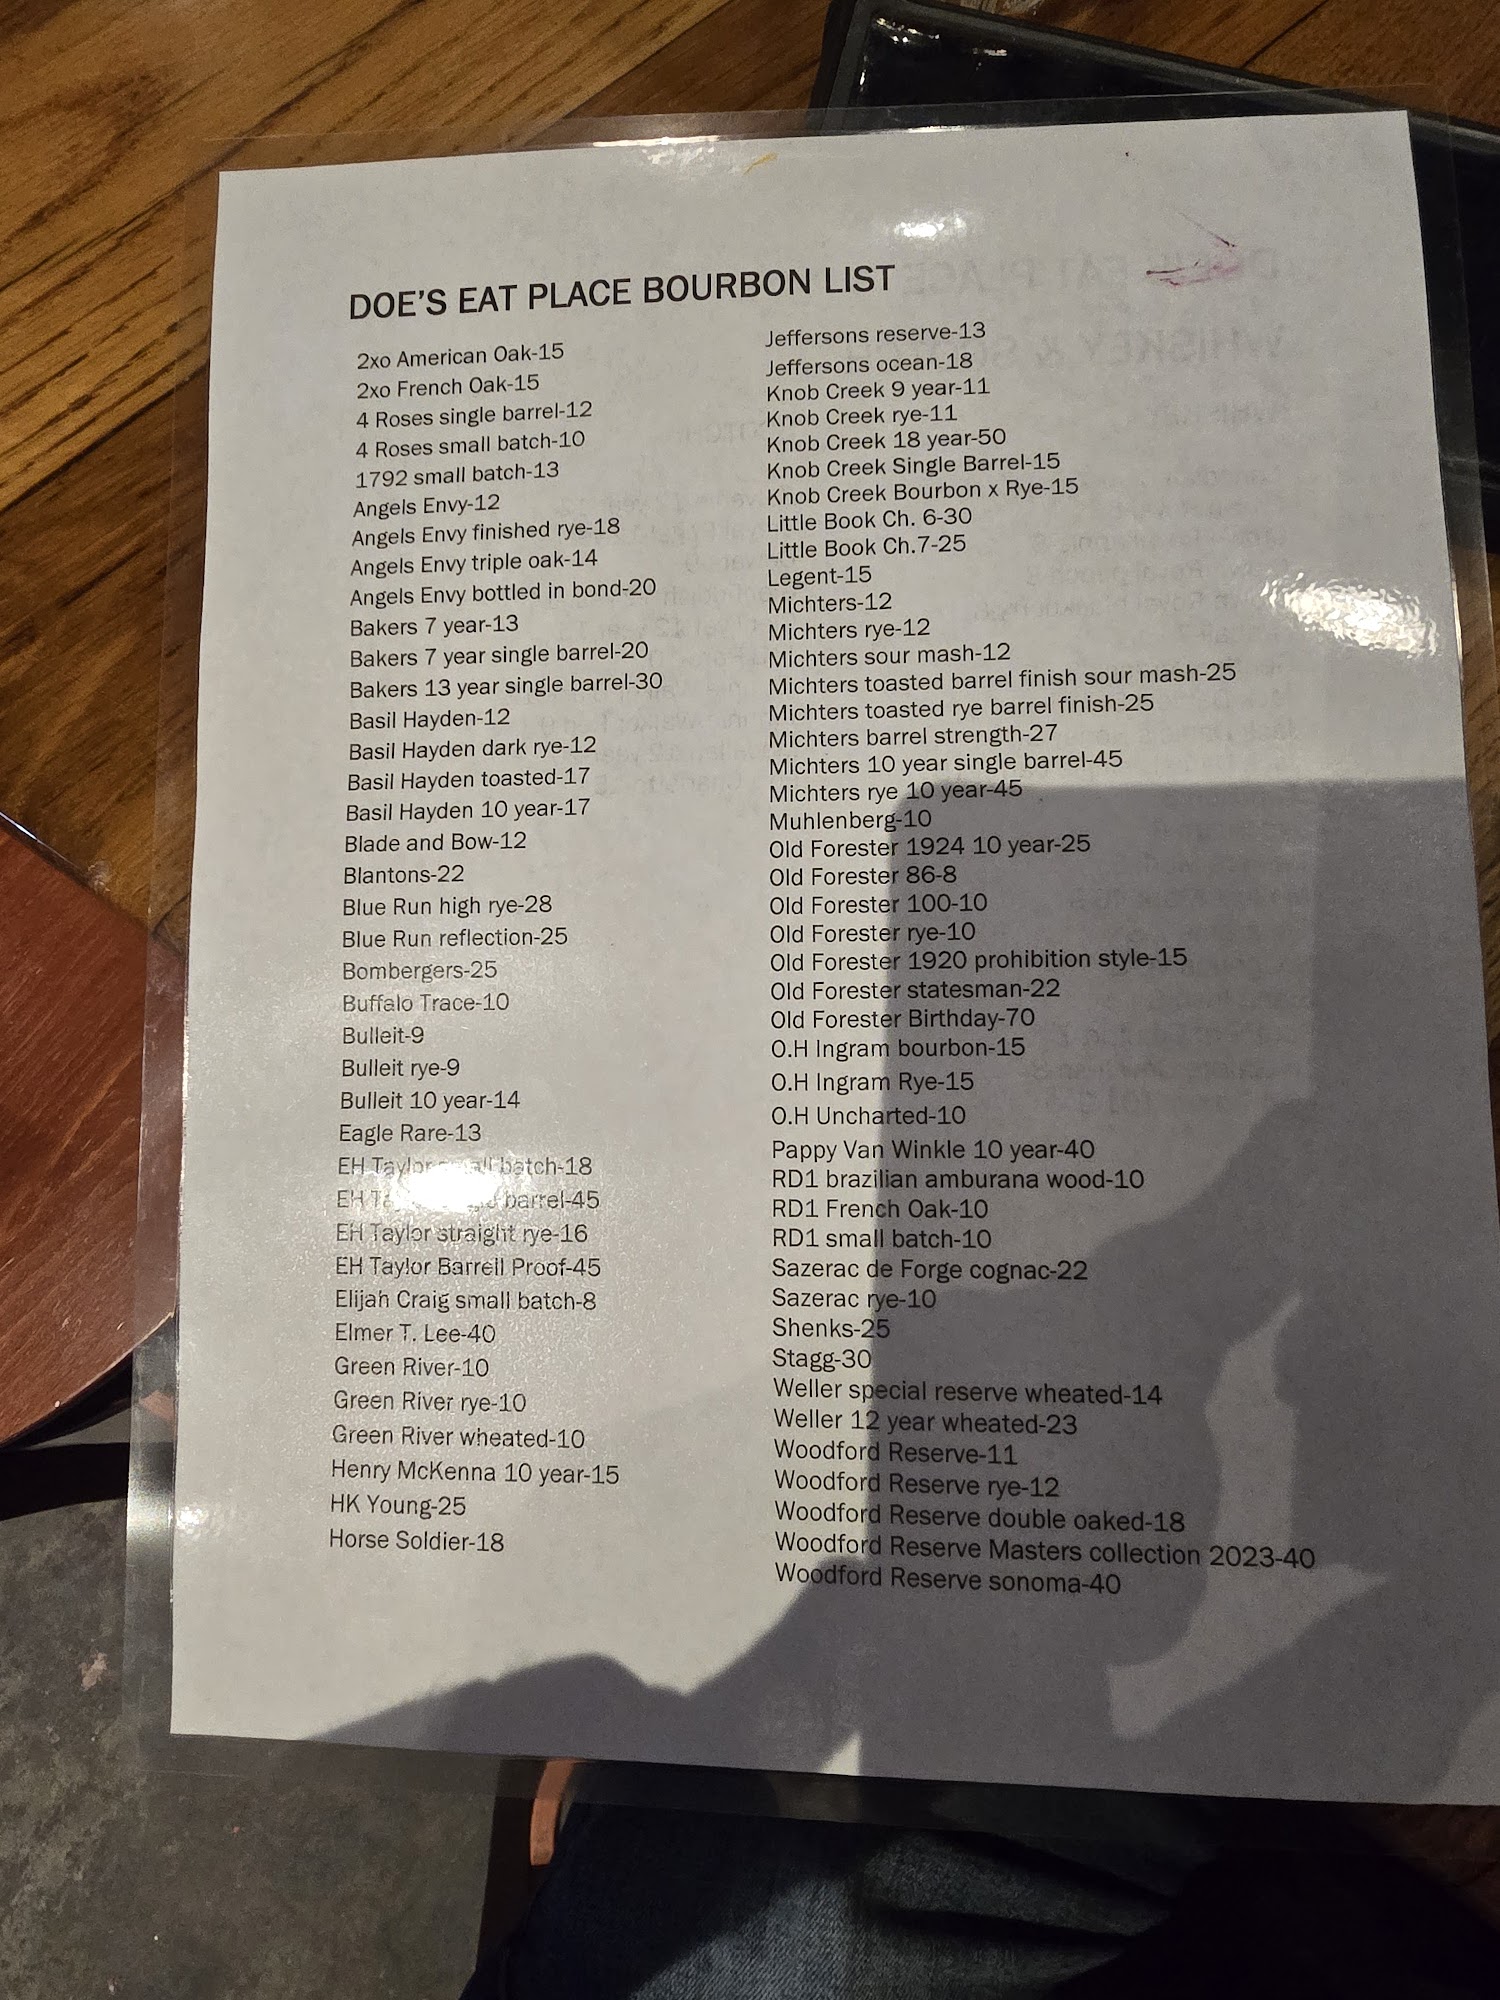 DOE'S EAT PLACE BOURBON LIST
2xo American Oak-15
2xo French Oak-15
4 Roses single barrel-12
4 Roses small batch-10
1792 small batch-13
Angels Envy-12
Angels Envy finished rye-18
Angels Envy triple oak-14
Angels Envy bottled in bond-20
Bakers 7 year-13
Bakers 7 year single barrel-20
Bakers 13 year single barrel-30
Basil Hayden-12
Basil Hayden dark rye-12
Basil Hayden toasted-17
Basil Hayden 10 year-17
Blade and Bow-12
Blantons-22
Blue Run high rye-28
Blue Run reflection-25
Bombergers-25
Buffalo Trace-10
Bulleit-9
Bulleit rye-9
Bulleit 10 year-14
Eagle Rare-13
EH Taylor small batch-18
EH barrel-45
EH Taylor straight rye-16
EH Taylor Barrell Proof-45
Elijah Craig small batch-8
Elmer T. Lee-40
Green River-10
Green River rye-10
Green River wheated-10
Henry McKenna 10 year-15
HK Young-25
Horse Soldier-18
Jeffersons reserve-13
Jeffersons ocean-18
Knob Creek 9 year-11
Knob Creek rye-11
Knob Creek 18 year-50
Knob Creek Single Barrel-15
Knob Creek Bourbon x Rye-15
Little Book Ch. 6-30
Little Book Ch.7-25
Legent-15
Michters-12
Michters rye-12
Michters sour mash-12
Michters toasted barrel finish sour mash-25
Michters toasted rye barrel finish-25
Michters barrel strength-27
Michters 10 year single barrel-45
Michters rye 10 year-45
Muhlenberg-10
Old Forester 1924 10 year-25
Old Forester 86-8
Old Forester 100-10
Old Forester rye-10
Old Forester 1920 prohibition style-15
Old Forester statesman-22
Old Forester Birthday-70
O.H Ingram bourbon-15
O.H Ingram Rye-15
O.H Uncharted-10
Pappy Van Winkle 10 year-40
RD1 brazilian amburana wood-10
RD1 French Oak-10
RD1 small batch-10
Sazerac de Forge cognac-22
Sazerac rye-10
Shenks-25
Stagg-30
Weller special reserve wheated-14
Weller 12 year wheated-23
Woodford Reserve-11
Woodford Reserve rye-12
Woodford Reserve double oaked-18
Woodford Reserve Masters collection 2023-40
Woodford Reserve sonoma-40